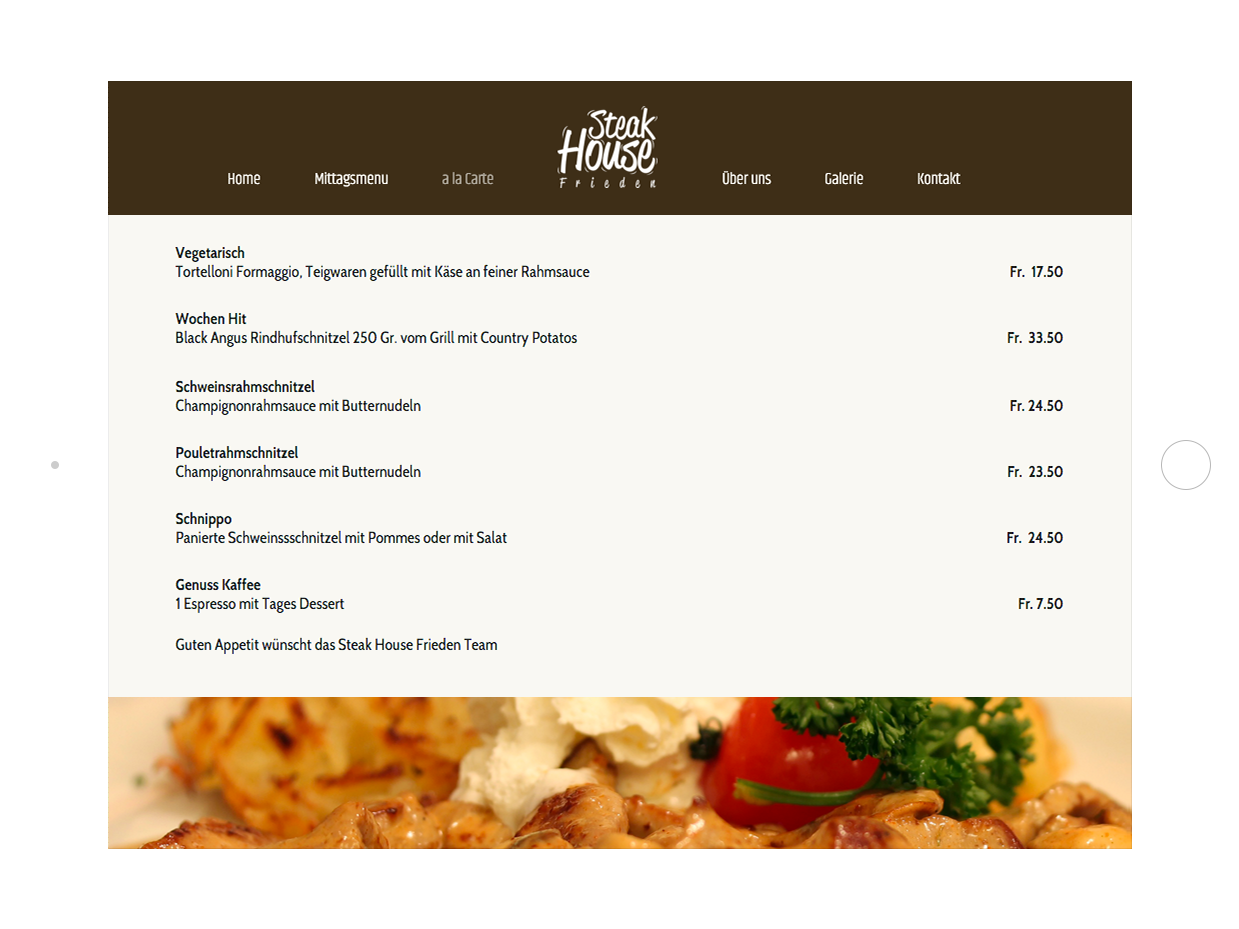 Steak
House
Frieden
Home Mittagsmenu a la Carte Über uns Galerie Kontakt
Vegetarisch
Tortelloni Formaggio, Teigwaren gefüllt mit Käse an feiner Rahmsauce Fr. 17.50
Wochen Hit
Black Angus Rindhufschnitzel 250 Gr. vom Grill mit Country Potatos Fr. 33.50
Schweinsrahmschnitzel
Champignonrahmsauce mit Butternudeln Fr. 24.50
Pouletrahmschnitzel
Champignonrahmsauce mit Butternudeln Fr. 23.50
Schnippo
Panierte Schweinssschnitzel mit Pommes oder mit Salat Fr. 24.50
Genuss Kaffee
1 Espresso mit Tages Dessert Fr. 7.50
Guten Appetit wünscht das Steak House Frieden Team